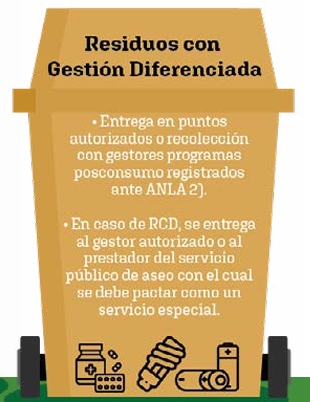 Residuos con
Gestión Diferenciada
• Entrega en puntos
autorizados o recolección
con gestores programas
posconsumo registrados
ante ANLA 2).
• En caso de RCD, se entrega
al gestor autorizado o al
prestador del servicio
público de aseo con el cual
se debe pactar como un
servicio especial.